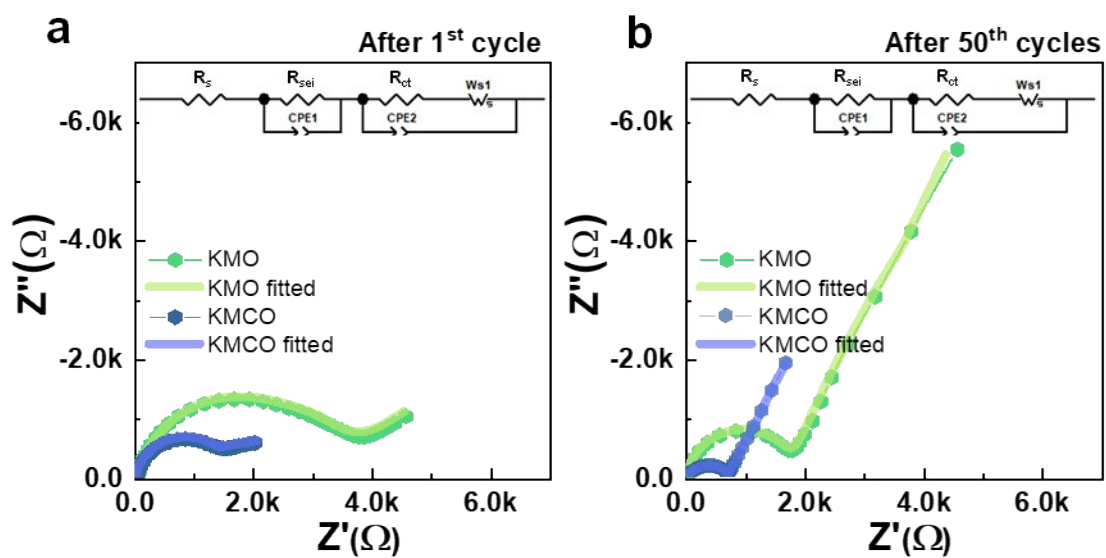 a
After 1st cycle
Rs
Rsei
Rct
Ws1
s
CPE1
CPE2
-6.0k
-4.0k
-2.0k
0.0
Z''(Ω)
KMO
KMO fitted
KMCO
KMCO fitted
0.0 2.0k 4.0k 6.0k
Z'(Ω)
b
After 50th cycles
Rs
Rsei
Rct
Ws1
s
CPE1
CPE2
-6.0k
-4.0k
-2.0k
0.0
Z''(Ω)
KMO
KMO fitted
KMCO
KMCO fitted
0.0 2.0k 4.0k 6.0k
Z'(Ω)